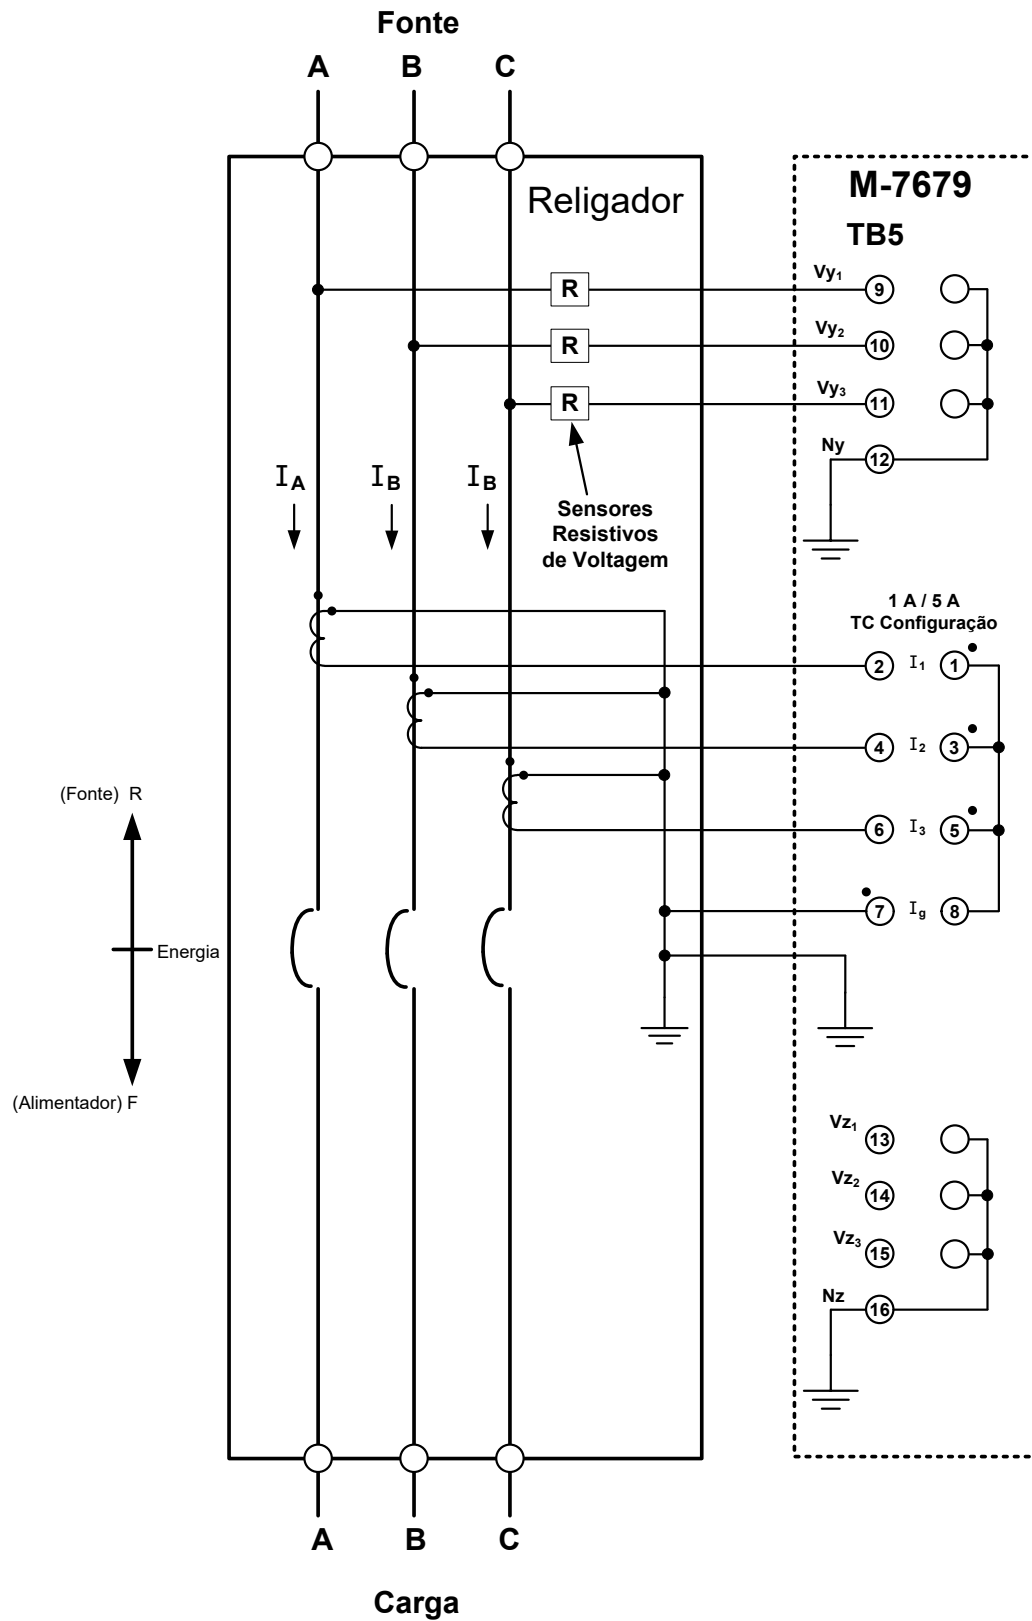 Fonte
A B C
Religador
M-7679
TB5
R Vy1 9
R Vy2 10
R Vy3 11
Ny 12
IA IB IB
Sensores
Resistivos
de Voltagem
1 A / 5 A
TC Configuração
2 I1 1
4 I2 3
6 I3 5
7 Ig 8
(Fonte) R
Energia
(Alimentador) F
Vz1 13
Vz2 14
Vz3 15
Nz 16
A B C
Carga